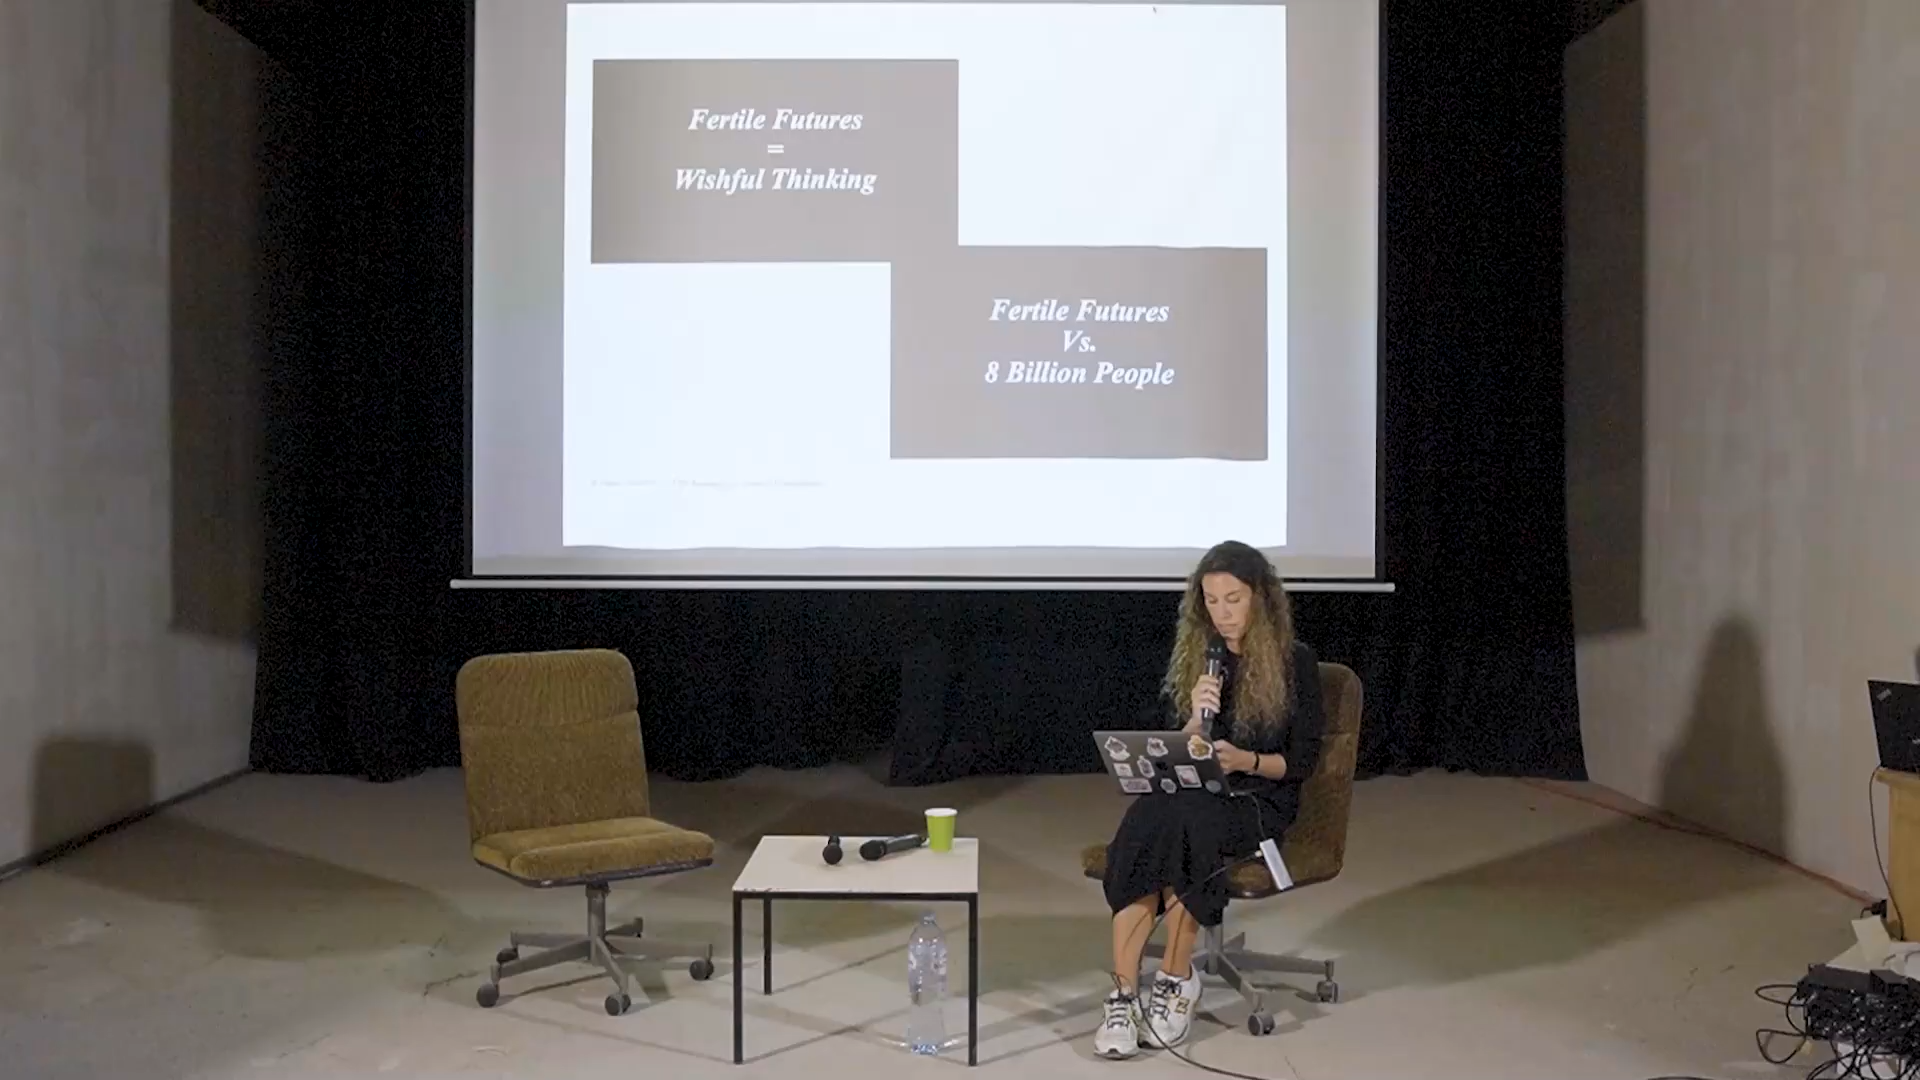 Fertile Futures
=
Wishful Thinking
Fertile Futures
Vs.
8 Billion People